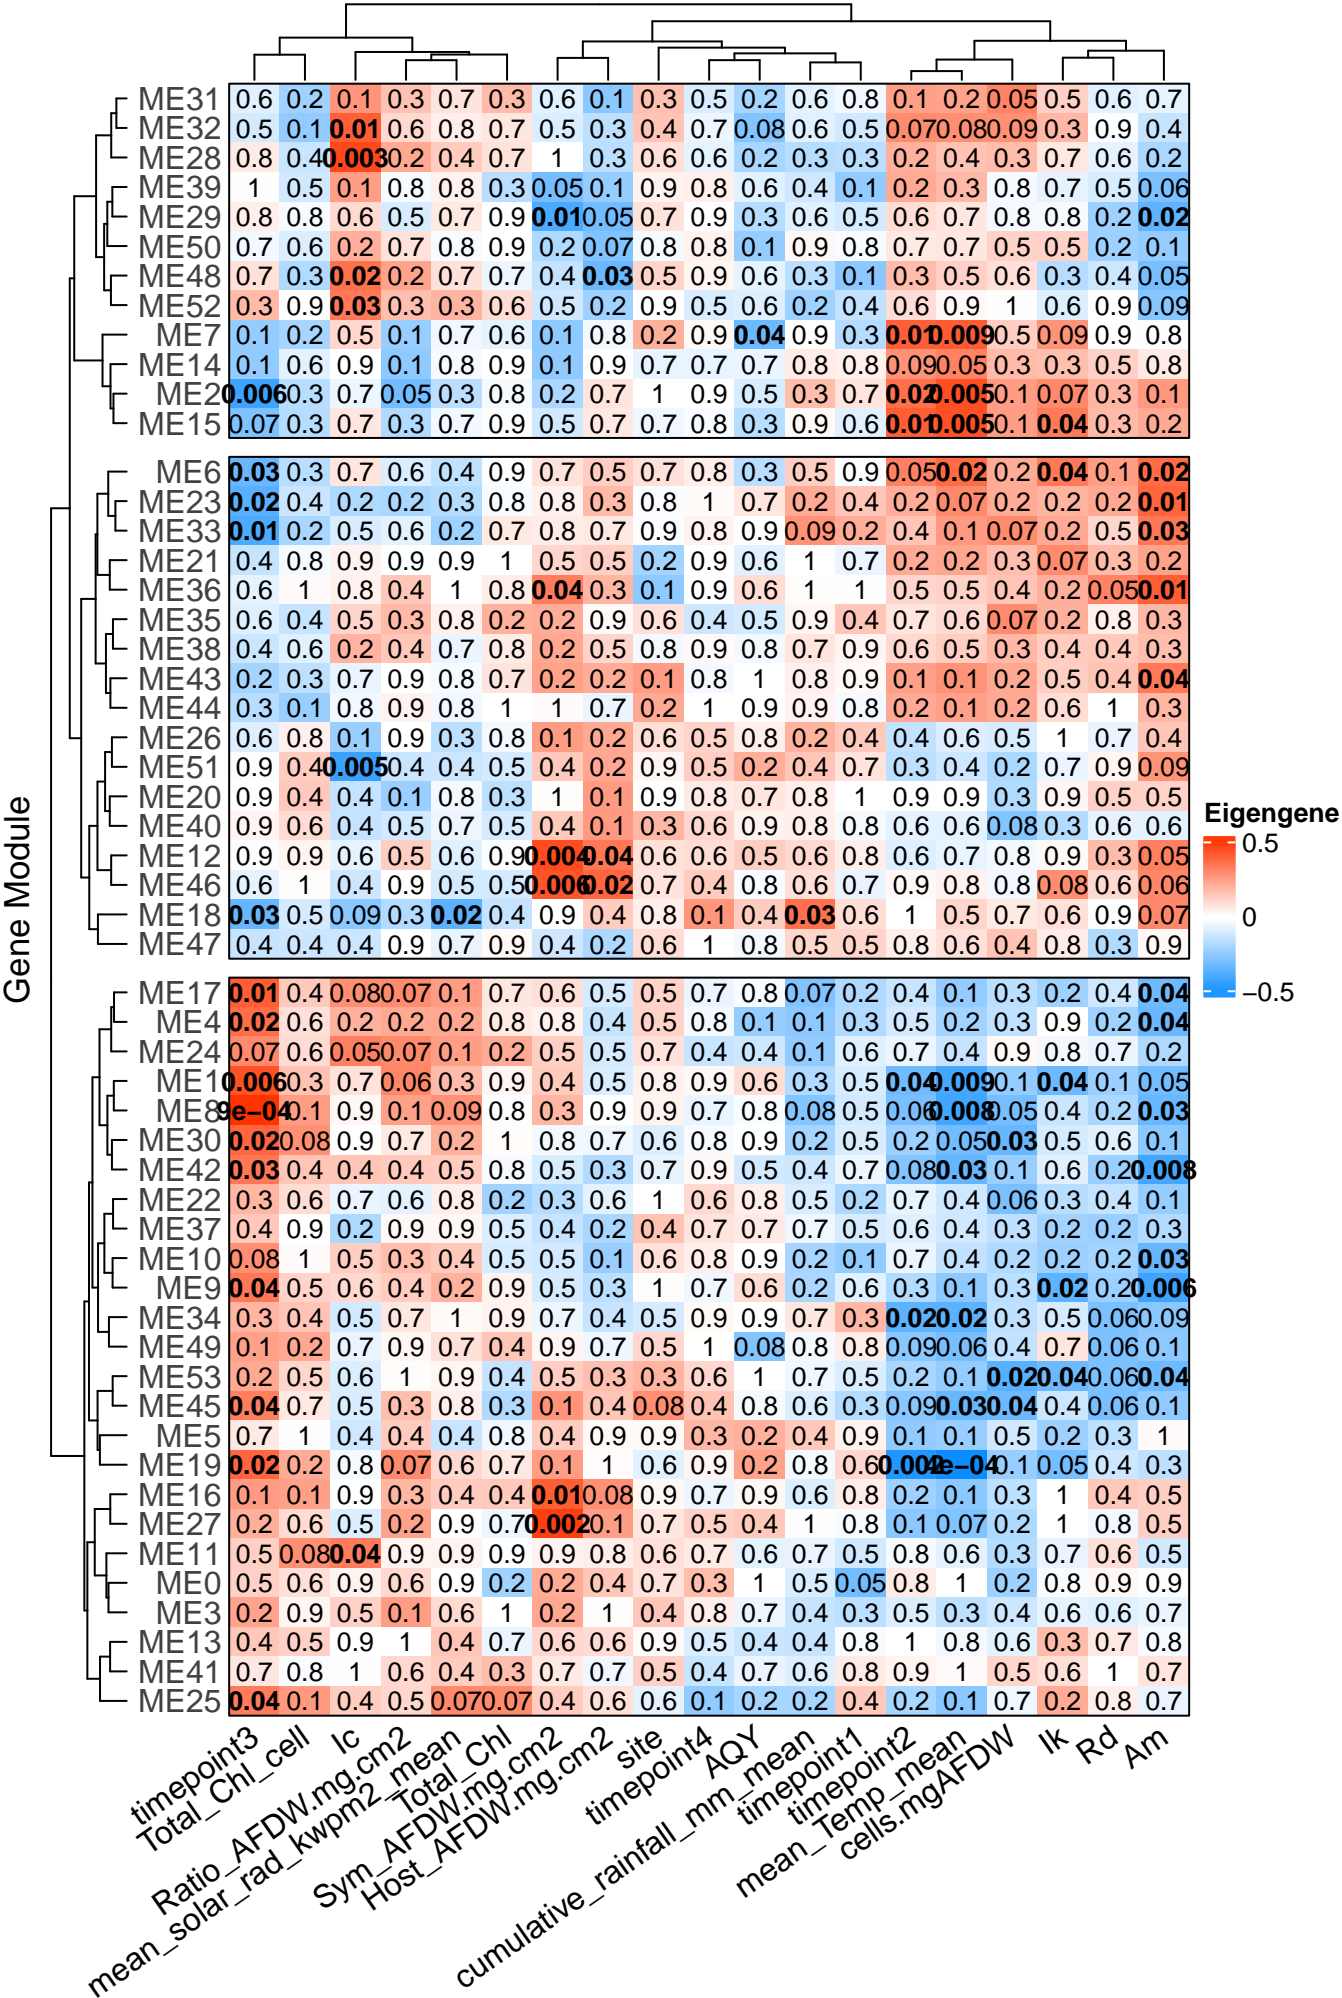 ME31 0.6 0.2 0.1 0.3 0.7 0.3 0.6 0.1 0.3 0.5 0.2 0.6 0.8 0.1 0.2 0.05 0.5 0.6 0.7
ME32 0.5 0.1 0.01 0.6 0.8 0.7 0.5 0.3 0.4 0.7 0.08 0.6 0.5 0.07 0.08 0.09 0.3 0.9 0.4
ME28 0.8 0.4 0.003 0.2 0.4 0.7 1 0.3 0.6 0.6 0.2 0.3 0.3 0.2 0.4 0.3 0.7 0.6 0.2
ME39 1 0.5 0.1 0.8 0.8 0.3 0.05 0.1 0.9 0.8 0.6 0.4 0.1 0.2 0.3 0.8 0.7 0.5 0.06
ME29 0.8 0.8 0.6 0.5 0.7 0.9 0.01 0.05 0.7 0.9 0.3 0.6 0.5 0.6 0.7 0.8 0.8 0.2 0.02
ME50 0.7 0.6 0.2 0.7 0.8 0.9 0.2 0.07 0.8 0.8 0.1 0.9 0.8 0.7 0.7 0.5 0.5 0.2 0.1
ME48 0.7 0.3 0.02 0.2 0.7 0.7 0.4 0.03 0.5 0.9 0.6 0.3 0.1 0.3 0.5 0.6 0.3 0.4 0.05
ME52 0.3 0.9 0.03 0.3 0.3 0.6 0.5 0.2 0.9 0.5 0.6 0.2 0.4 0.6 0.9 1 0.6 0.9 0.09
ME7 0.1 0.2 0.5 0.1 0.7 0.6 0.1 0.8 0.2 0.9 0.04 0.9 0.3 0.01 0.009 0.5 0.09 0.9 0.8
ME14 0.1 0.6 0.9 0.1 0.8 0.9 0.1 0.9 0.7 0.7 0.7 0.8 0.8 0.09 0.05 0.3 0.3 0.5 0.8
ME2 0.006 0.3 0.7 0.05 0.3 0.8 0.2 0.7 1 0.9 0.5 0.3 0.7 0.02 0.005 0.1 0.07 0.3 0.1
ME15 0.07 0.3 0.7 0.3 0.7 0.9 0.5 0.7 0.7 0.8 0.3 0.9 0.6 0.01 0.005 0.1 0.04 0.3 0.2
ME6 0.03 0.3 0.7 0.6 0.4 0.9 0.7 0.5 0.7 0.8 0.3 0.5 0.9 0.05 0.02 0.2 0.04 0.1 0.02
ME23 0.02 0.4 0.2 0.2 0.3 0.8 0.8 0.3 0.8 1 0.7 0.2 0.4 0.2 0.07 0.2 0.2 0.2 0.01
ME33 0.01 0.2 0.5 0.6 0.2 0.7 0.8 0.7 0.9 0.8 0.9 0.09 0.2 0.4 0.1 0.07 0.2 0.5 0.03
ME21 0.4 0.8 0.9 0.9 0.9 1 0.5 0.5 0.2 0.9 0.6 1 0.7 0.2 0.2 0.3 0.07 0.3 0.2
ME36 0.6 1 0.8 0.4 1 0.8 0.04 0.3 0.1 0.9 0.6 1 1 0.5 0.5 0.4 0.2 0.05 0.01
ME35 0.6 0.4 0.5 0.3 0.8 0.2 0.2 0.9 0.6 0.4 0.5 0.9 0.4 0.7 0.6 0.07 0.2 0.8 0.3
ME38 0.4 0.6 0.2 0.4 0.7 0.8 0.2 0.5 0.8 0.9 0.8 0.7 0.9 0.6 0.5 0.3 0.4 0.4 0.3
ME43 0.2 0.3 0.7 0.9 0.8 0.7 0.2 0.2 0.1 0.8 1 0.8 0.9 0.1 0.1 0.2 0.5 0.4 0.04
ME44 0.3 0.1 0.8 0.9 0.8 1 1 0.7 0.2 1 0.9 0.9 0.8 0.2 0.1 0.2 0.6 1 0.3
ME26 0.6 0.8 0.1 0.9 0.3 0.8 0.1 0.2 0.6 0.5 0.8 0.2 0.4 0.4 0.6 0.5 1 0.7 0.4
ME51 0.9 0.4 0.005 0.4 0.4 0.5 0.4 0.2 0.9 0.5 0.2 0.4 0.7 0.3 0.4 0.2 0.7 0.9 0.09
ME20 0.9 0.4 0.4 0.1 0.8 0.3 1 0.1 0.9 0.8 0.7 0.8 1 0.9 0.9 0.3 0.9 0.5 0.5
ME40 0.9 0.6 0.4 0.5 0.7 0.5 0.4 0.1 0.3 0.6 0.9 0.8 0.8 0.6 0.6 0.08 0.3 0.6 0.6
ME12 0.9 0.9 0.6 0.5 0.6 0.9 0.004 0.04 0.6 0.6 0.5 0.6 0.8 0.6 0.7 0.8 0.9 0.3 0.05
ME46 0.6 1 0.4 0.9 0.5 0.5 0.006 0.02 0.7 0.4 0.8 0.6 0.7 0.9 0.8 0.8 0.08 0.6 0.06
ME18 0.03 0.5 0.09 0.3 0.02 0.4 0.9 0.4 0.8 0.1 0.4 0.03 0.6 1 0.5 0.7 0.6 0.9 0.07
ME47 0.4 0.4 0.4 0.9 0.7 0.9 0.4 0.2 0.6 1 0.8 0.5 0.5 0.8 0.6 0.4 0.8 0.3 0.9
ME17 0.01 0.4 0.08 0.07 0.1 0.7 0.6 0.5 0.5 0.7 0.8 0.07 0.2 0.4 0.1 0.3 0.2 0.4 0.04
ME4 0.02 0.6 0.2 0.2 0.2 0.8 0.8 0.4 0.5 0.8 0.1 0.1 0.3 0.5 0.2 0.3 0.9 0.2 0.04
ME24 0.07 0.6 0.05 0.07 0.1 0.2 0.5 0.5 0.7 0.4 0.4 0.1 0.6 0.7 0.4 0.9 0.8 0.7 0.2
ME1 0.006 0.3 0.7 0.06 0.3 0.9 0.4 0.5 0.8 0.9 0.6 0.3 0.5 0.04 0.009 0.1 0.04 0.1 0.05
ME8 9e−04 0.1 0.9 0.1 0.09 0.8 0.3 0.9 0.9 0.7 0.8 0.08 0.5 0.06 0.008 0.05 0.4 0.2 0.03
ME30 0.02 0.08 0.9 0.7 0.2 1 0.8 0.7 0.6 0.8 0.9 0.2 0.5 0.2 0.05 0.03 0.5 0.6 0.1
ME42 0.03 0.4 0.4 0.4 0.5 0.8 0.5 0.3 0.7 0.9 0.5 0.4 0.7 0.08 0.03 0.1 0.6 0.2 0.008
ME22 0.3 0.6 0.7 0.6 0.8 0.2 0.3 0.6 1 0.6 0.8 0.5 0.2 0.7 0.4 0.06 0.3 0.4 0.1
ME37 0.4 0.9 0.2 0.9 0.9 0.5 0.4 0.2 0.4 0.7 0.7 0.7 0.5 0.6 0.4 0.3 0.2 0.2 0.3
ME10 0.08 1 0.5 0.3 0.4 0.5 0.5 0.1 0.6 0.8 0.9 0.2 0.1 0.7 0.4 0.2 0.2 0.2 0.03
ME9 0.04 0.5 0.6 0.4 0.2 0.9 0.5 0.3 1 0.7 0.6 0.2 0.6 0.3 0.1 0.3 0.02 0.2 0.006
ME34 0.3 0.4 0.5 0.7 1 0.9 0.7 0.4 0.5 0.9 0.9 0.7 0.3 0.02 0.02 0.3 0.5 0.06 0.09
ME49 0.1 0.2 0.7 0.9 0.7 0.4 0.9 0.7 0.5 1 0.08 0.8 0.8 0.09 0.06 0.4 0.7 0.06 0.1
ME53 0.2 0.5 0.6 1 0.9 0.4 0.5 0.3 0.3 0.6 1 0.7 0.5 0.2 0.1 0.02 0.04 0.06 0.04
ME45 0.04 0.7 0.5 0.3 0.8 0.3 0.1 0.4 0.08 0.4 0.8 0.6 0.3 0.09 0.03 0.04 0.4 0.06 0.1
ME5 0.7 1 0.4 0.4 0.4 0.8 0.4 0.9 0.9 0.3 0.2 0.4 0.9 0.1 0.1 0.5 0.2 0.3 1
ME19 0.02 0.2 0.8 0.07 0.6 0.7 0.1 1 0.6 0.9 0.2 0.8 0.6 0.002 4e−04 0.1 0.05 0.4 0.3
ME16 0.1 0.1 0.9 0.3 0.4 0.4 0.01 0.08 0.9 0.7 0.9 0.6 0.8 0.2 0.1 0.3 1 0.4 0.5
ME27 0.2 0.6 0.5 0.2 0.9 0.7 0.002 0.1 0.7 0.5 0.4 1 0.8 0.1 0.07 0.2 1 0.8 0.5
ME11 0.5 0.08 0.04 0.9 0.9 0.9 0.9 0.8 0.6 0.7 0.6 0.7 0.5 0.8 0.6 0.3 0.7 0.6 0.5
ME0 0.5 0.6 0.9 0.6 0.9 0.2 0.2 0.4 0.7 0.3 1 0.5 0.05 0.8 1 0.2 0.8 0.9 0.9
ME3 0.2 0.9 0.5 0.1 0.6 1 0.2 1 0.4 0.8 0.7 0.4 0.3 0.5 0.3 0.4 0.6 0.6 0.7
ME13 0.4 0.5 0.9 1 0.4 0.7 0.6 0.6 0.9 0.5 0.4 0.4 0.8 1 0.8 0.6 0.3 0.7 0.8
ME41 0.7 0.8 1 0.6 0.4 0.3 0.7 0.7 0.5 0.4 0.7 0.6 0.8 0.9 1 0.5 0.6 1 0.7
ME25 0.04 0.1 0.4 0.5 0.07 0.07 0.4 0.6 0.6 0.1 0.2 0.2 0.4 0.2 0.1 0.7 0.2 0.8 0.7
Gene Module
Eigengene
0.5
0
−0.5
timepoint3
Total_Chl_cell
Ic
Ratio_AFDW.mg.cm2
mean_solar_rad_kwpm2_mean
Total_Chl
Sym_AFDW.mg.cm2
Host_AFDW.mg.cm2
site
timepoint4
AQY
cumulative_rainfall_mm_mean
timepoint1
timepoint2
mean_Temp_mean
cells.mgAFDW
Ik
Rd
Am